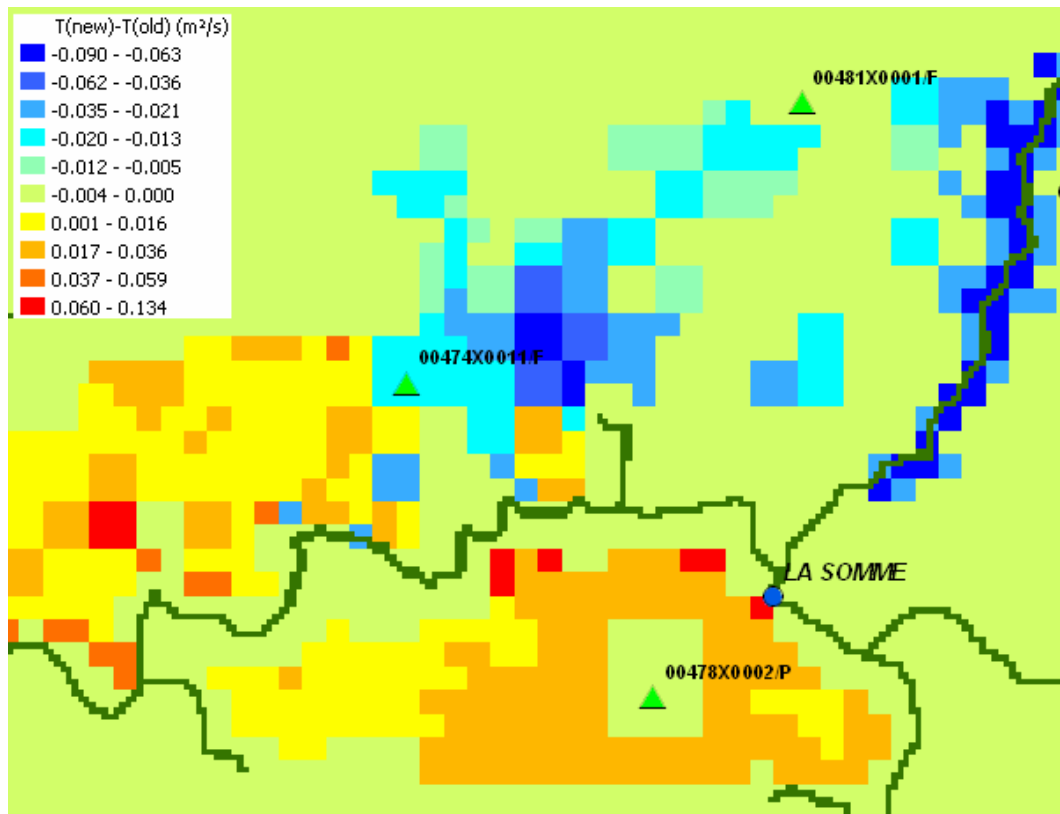 T(new)-T(old) (m²/s)
-0.090 - -0.063
-0.062 - -0.036
-0.035 - -0.021
-0.020 - -0.013
-0.012 - -0.005
-0.004 - 0.000
0.001 - 0.016
0.017 - 0.036
0.037 - 0.059
0.060 - 0.134
00481X0001/F
00474X0011/F
LA SOMME
00478X0002/P